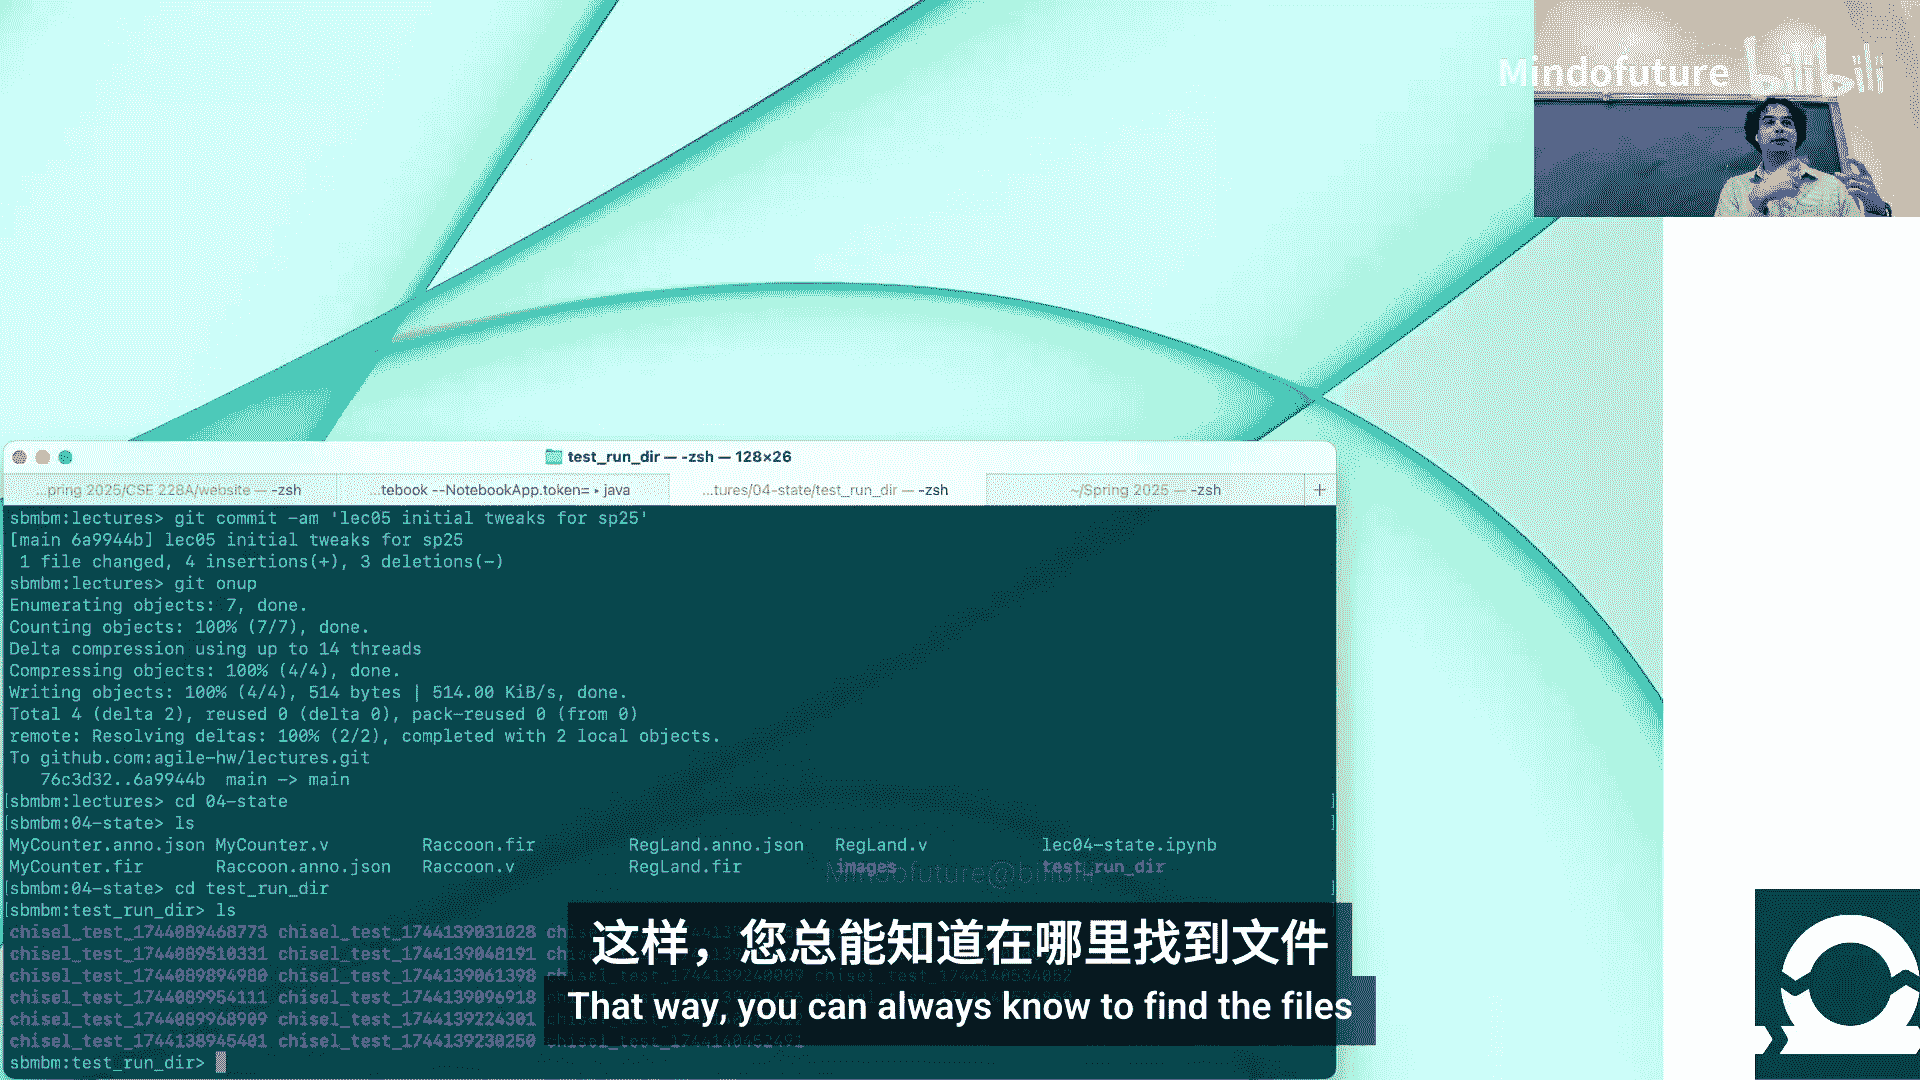 Mindofuture bilibili
test_run_dir — -zsh — 128×26
...pring 2025/CSE 228A/website — -zsh
...tebook --NotebookApp.token= ▸ java
...tures/04-state/test_run_dir — -zsh
~/Spring 2025 — -zsh
+
sbmbm:lectures> git commit -am 'lec05 initial tweaks for sp25'
[main 6a9944b] lec05 initial tweaks for sp25
1 file changed, 4 insertions(+), 3 deletions(-)
sbmbm:lectures> git onup
Enumerating objects: 7, done.
Counting objects: 100% (7/7), done.
Delta compression using up to 14 threads
Compressing objects: 100% (4/4), done.
Writing objects: 100% (4/4), 514 bytes | 514.00 KiB/s, done.
Total 4 (delta 2), reused 0 (delta 0), pack-reused 0 (from 0)
remote: Resolving deltas: 100% (2/2), completed with 2 local objects.
To github.com:agile-hw/lectures.git
76c3d32..6a9944b main -> main
[sbmbm:lectures> cd 04-state ]
[sbmbm:04-state> ls ]
MyCounter.anno.json MyCounter.v Raccoon.fir RegLand.anno.json RegLand.v lec04-state.ipynb
MyCounter.fir Raccoon.anno.json Raccoon.v RegLand.fir images test_run_dir
Mindofuture@bilibili
[sbmbm:04-state> cd test_run_dir ]
[sbmbm:test_run_dir> ls
chisel_test_1744089468773 chisel_test_1744139031028
chisel_test_1744089510331 chisel_test_1744139048191
chisel_test_1744089894980 chisel_test_1744139061398
chisel_test_1744089954111 chisel_test_1744139096918
chisel_test_1744089968909 chisel_test_1744139224301
chisel_test_1744138945401 chisel_test_1744139230250
sbmbm:test_run_dir>
这样，您总能知道在哪里找到文件
That way, you can always know to find the files